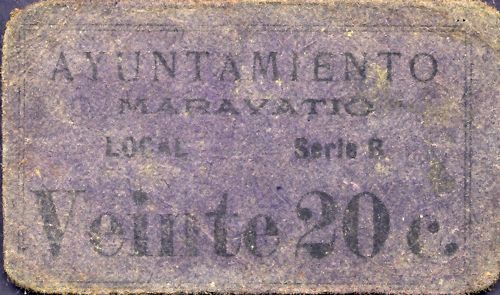 AYUNTAMIENTO
MARAVATIO
LOCAL Serie B
Veinte 20 c.